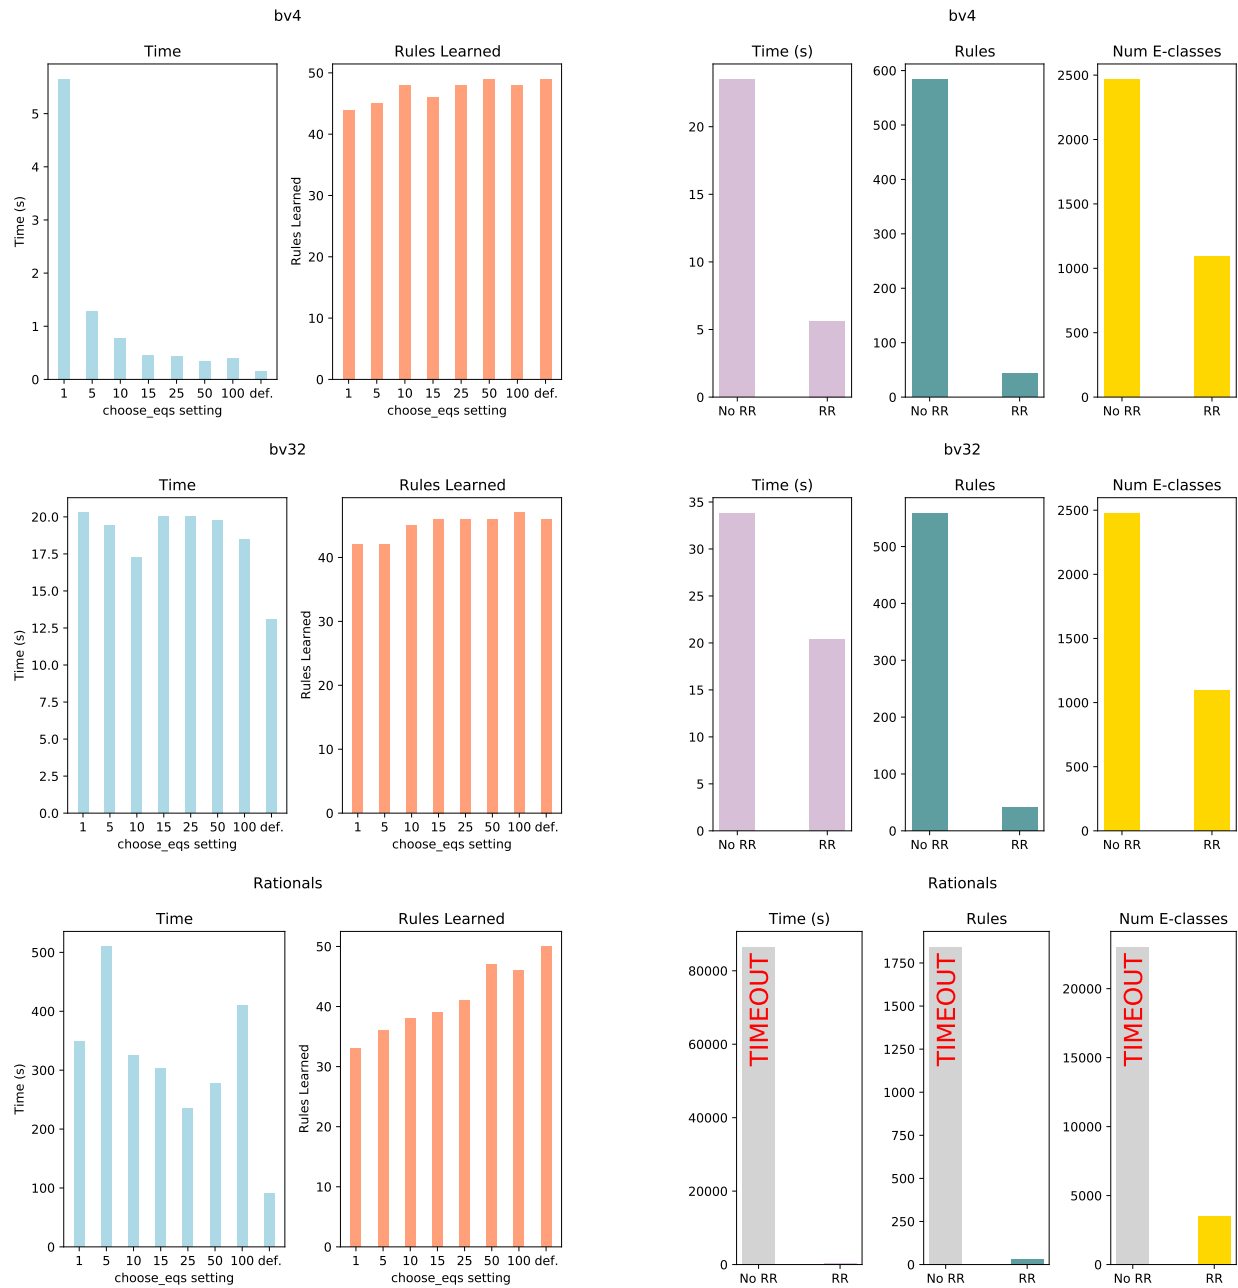 bv4
Time
Rules Learned
Time (s)
5
4
3
2
1
0
1 5 10 15 25 50 100 def.
choose_eqs setting
Rules Learned
50
40
30
20
10
0
1 5 10 15 25 50 100 def.
choose_eqs setting
bv4
Time (s)
Rules
Num E-classes
20
15
10
5
0
No RR RR
600
500
400
300
200
100
0
No RR RR
2500
2000
1500
1000
500
0
No RR RR
bv32
Time
Rules Learned
Time (s)
20.0
17.5
15.0
12.5
10.0
7.5
5.0
2.5
0.0
1 5 10 15 25 50 100 def.
choose_eqs setting
Rules Learned
40
30
20
10
0
1 5 10 15 25 50 100 def.
choose_eqs setting
bv32
Time (s)
Rules
Num E-classes
35
30
25
20
15
10
5
0
No RR RR
500
400
300
200
100
0
No RR RR
2500
2000
1500
1000
500
0
No RR RR
Rationals
Time
Rules Learned
Time (s)
500
400
300
200
100
0
1 5 10 15 25 50 100 def.
choose_eqs setting
Rules Learned
50
40
30
20
10
0
1 5 10 15 25 50 100 def.
choose_eqs setting
Rationals
Time (s)
Rules
Num E-classes
80000
60000
40000
20000
0
TIMEOUT
No RR RR
1750
1500
1250
1000
750
500
250
0
TIMEOUT
No RR RR
20000
15000
10000
5000
0
TIMEOUT
No RR RR